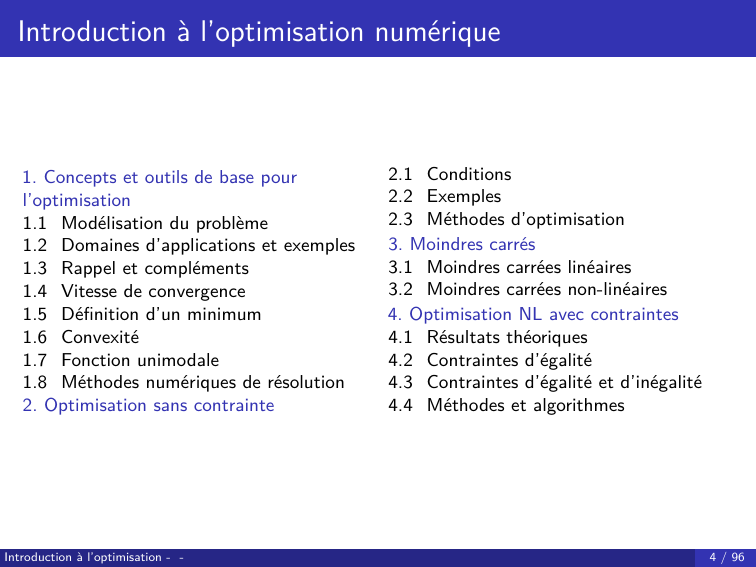 Introduction à l'optimisation numérique
1. Concepts et outils de base pour
l'optimisation
1.1 Modélisation du problème
1.2 Domaines d'applications et exemples
1.3 Rappel et compléments
1.4 Vitesse de convergence
1.5 Définition d'un minimum
1.6 Convexité
1.7 Fonction unimodale
1.8 Méthodes numériques de résolution
2. Optimisation sans contrainte
2.1 Conditions
2.2 Exemples
2.3 Méthodes d'optimisation
3. Moindres carrés
3.1 Moindres carrées linéaires
3.2 Moindres carrées non-linéaires
4. Optimisation NL avec contraintes
4.1 Résultats théoriques
4.2 Contraintes d'égalité
4.3 Contraintes d'égalité et d'inégalité
4.4 Méthodes et algorithmes
Introduction à l'optimisation - -
4 / 96